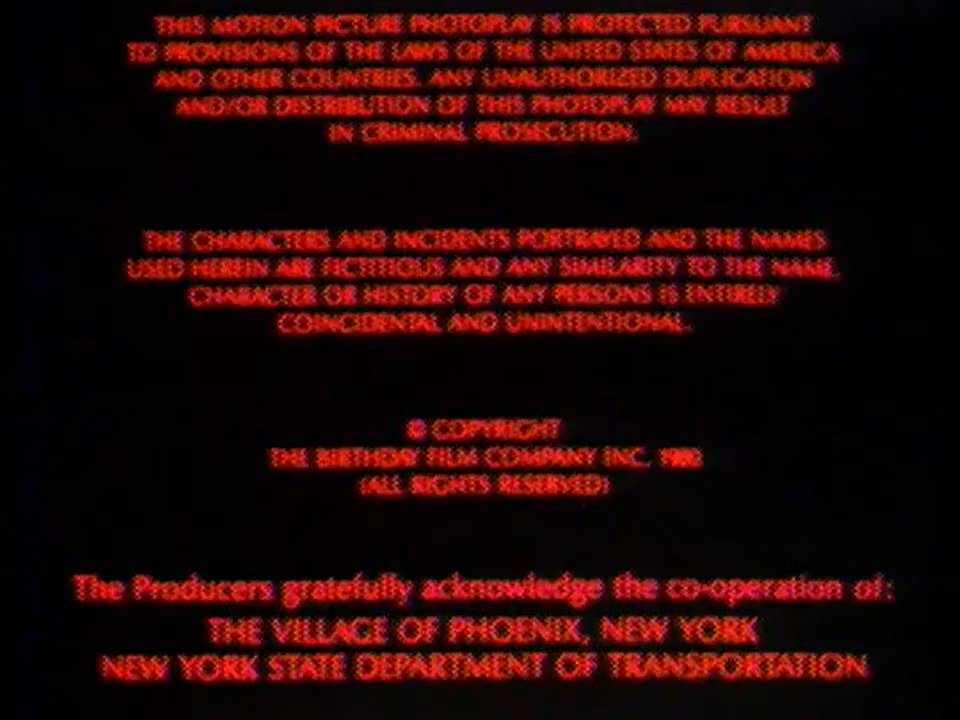 THIS MOTION PICTURE PHOTOPLAY IS PROTECTED PURSUANT
TO PROVISIONS OF THE LAWS OF THE UNITED STATES OF AMERICA
AND OTHER COUNTRIES. ANY UNAUTHORIZED DUPLICATION
AND/OR DISTRIBUTION OF THIS PHOTOPLAY MAY RESULT
IN CRIMINAL PROSECUTION.
THE CHARACTERS AND INCIDENTS PORTRAYED AND THE NAMES
USED HEREIN ARE FICTITIOUS AND ANY SIMILARITY TO THE NAME,
CHARACTER OR HISTORY OF ANY PERSONS IS ENTIRELY
COINCIDENTAL AND UNINTENTIONAL.
© COPYRIGHT
THE BIRTHDAY FILM COMPANY INC.
(ALL RIGHTS RESERVED)
The Producers gratefully acknowledge the co-operation of:
THE VILLAGE OF PHOENIX, NEW YORK
NEW YORK STATE DEPARTMENT OF TRANSPORTATION